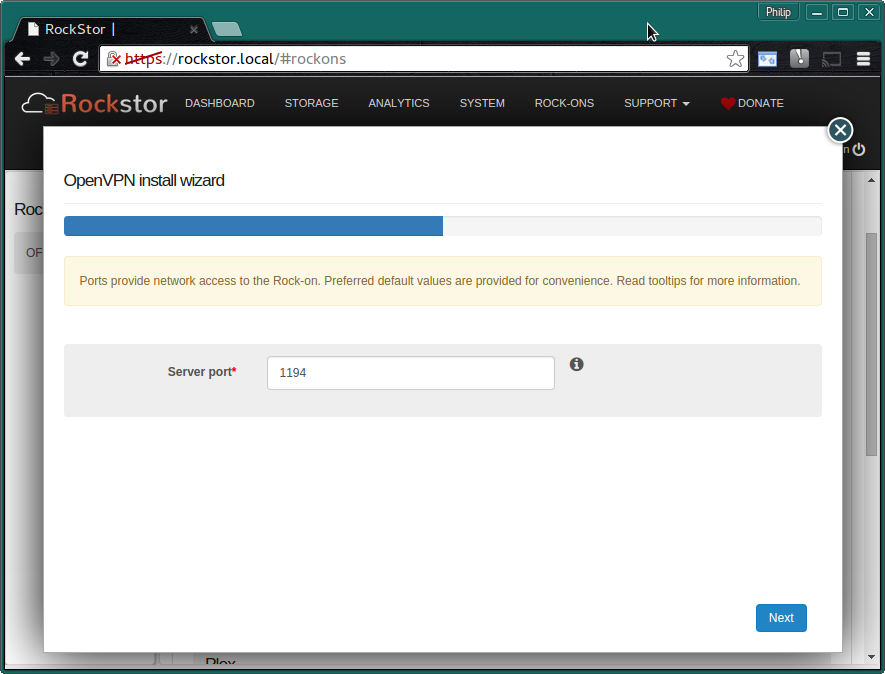 Philip
RockStor |
https://rockstor.local/#rockons
Rockstor DASHBOARD STORAGE ANALYTICS SYSTEM ROCK-ONS SUPPORT DONATE
OpenVPN install wizard
Roc
OF
Ports provide network access to the Rock-on. Preferred default values are provided for convenience. Read tooltips for more information.
Server port* 1194
Next